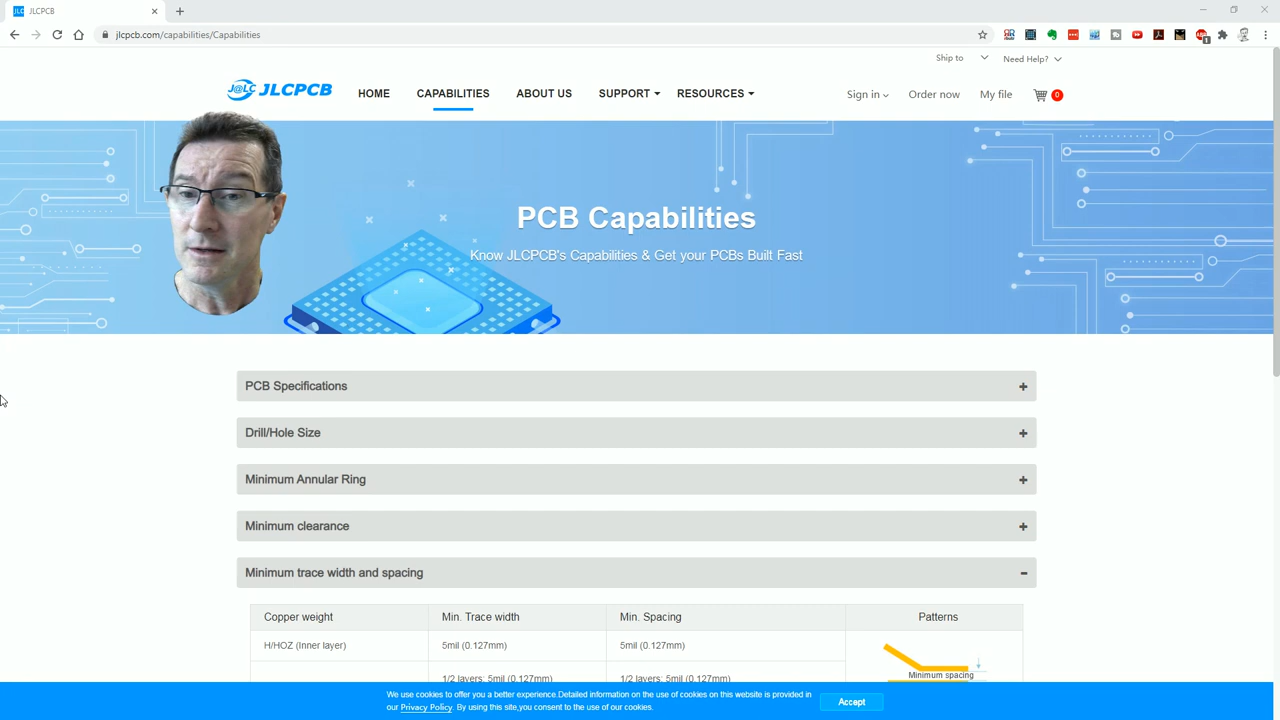 JLCPCB
jlcpcb.com/capabilities/Capabilities
Ship to
Need Help?
J@LC JLCPCB
HOME
CAPABILITIES
ABOUT US
SUPPORT
RESOURCES
Sign in
Order now
My file
0
PCB Capabilities
Know JLCPCB's Capabilities & Get your PCBs Built Fast
PCB Specifications
Drill/Hole Size
Minimum Annular Ring
Minimum clearance
Minimum trace width and spacing
Copper weight
Min. Trace width
Min. Spacing
Patterns
H/HOZ (Inner layer)
5mil (0.127mm)
5mil (0.127mm)
Minimum spacing
1/2 layers: 5mil (0.127mm)
1/2 layers: 5mil (0.127mm)
We use cookies to offer you a better experience.Detailed information on the use of cookies on this website is provided in
our Privacy Policy. By using this site,you consent to the use of our cookies.
Accept